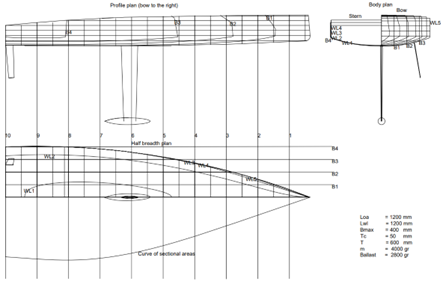 Profile plan (bow to the right)
B4
B3
B2
B1
Body plan
Stern
Bow
WL5
WL4
WL3
WL2
WL1
B4
B1
B2
B3
10 9 8 7 6 5 4 3 2 1
Half breadth plan
B4
B3
B2
B1
WL2
WL3
WL4
WL5
WL1
Curve of sectional areas
Loa = 1200 mm
Lwl = 1200 mm
Bmax = 400 mm
Tc = 50 mm
T = 600 mm
m = 4000 gr
Ballast = 2800 gr